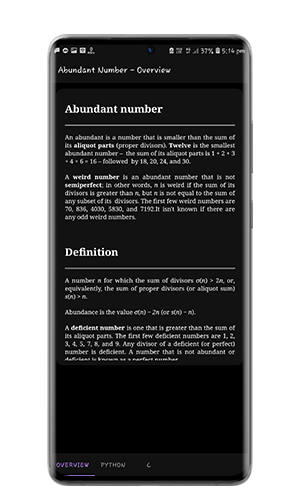 37% 5:14 pm
Abundant Number - Overview
Abundant number
An abundant is a number that is smaller than the sum of
its aliquot parts (proper divisors). Twelve is the smallest
abundant number – the sum of its aliquot parts is 1 + 2 + 3
+ 4 + 6 = 16 – followed by 18, 20, 24, and 30.
A weird number is an abundant number that is not
semiperfect; in other words, n is weird if the sum of its
divisors is greater than n, but n is not equal to the sum of
any subset of its divisors. The first few weird numbers are
70, 836, 4030, 5830, and 7192.It isn't known if there are
any odd weird numbers.
Definition
A number n for which the sum of divisors σ(n) > 2n, or,
equivalently, the sum of proper divisors (or aliquot sum)
s(n) > n.
Abundance is the value σ(n) − 2n (or s(n) − n).
A deficient number is one that is greater than the sum of
its aliquot parts. The first few deficient numbers are 1, 2,
3, 4, 5, 7, 8, and 9. Any divisor of a deficient (or perfect)
number is deficient. A number that is not abundant or
deficient is known as a perfect number.
OVERVIEW PYTHON C